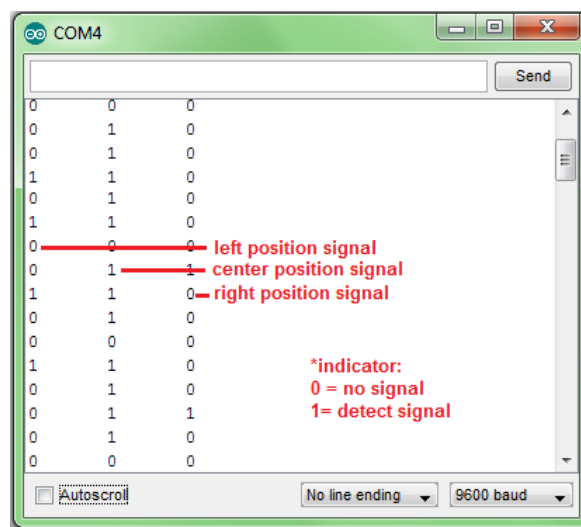 COM4
Send
0 0 0
0 1 0
0 1 0
1 1 0
0 1 0
1 1 0
0 0 0 left position signal
0 1 1 center position signal
1 1 0 right position signal
0 1 0
0 0 0
1 1 0 *indicator:
0 1 0 0 = no signal
0 1 1 1= detect signal
0 1 0
0 0 0
Autoscroll No line ending 9600 baud